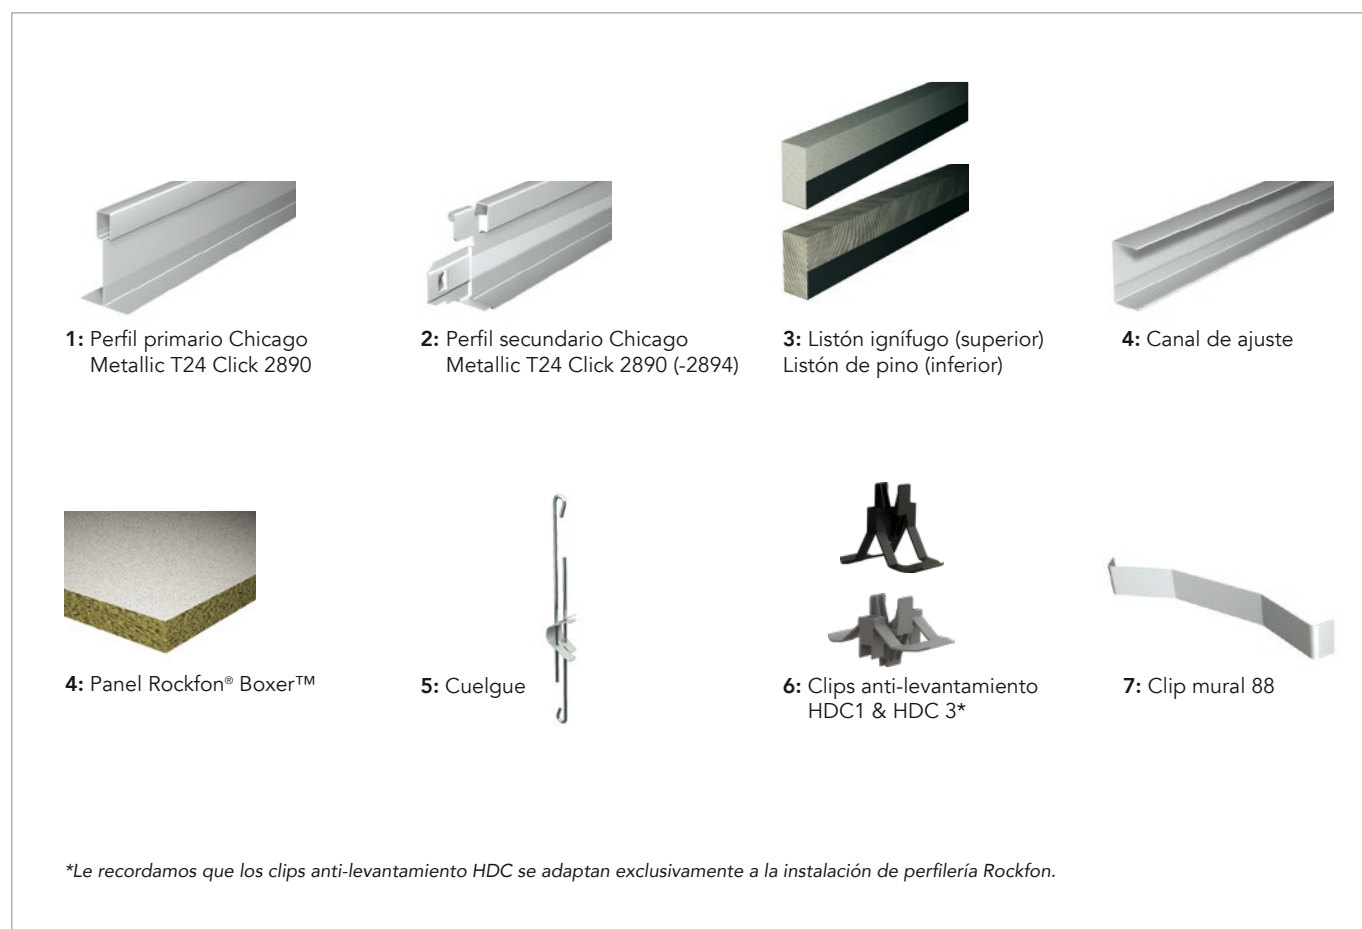 1: Perfil primario Chicago
Metallic T24 Click 2890
2: Perfil secundario Chicago
Metallic T24 Click 2890 (-2894)
3: Listón ignífugo (superior)
Listón de pino (inferior)
4: Canal de ajuste
4: Panel Rockfon® Boxer™
5: Cuelgue
6: Clips anti-levantamiento
HDC1 & HDC 3*
7: Clip mural 88
*Le recordamos que los clips anti-levantamiento HDC se adaptan exclusivamente a la instalación de perfilería Rockfon.